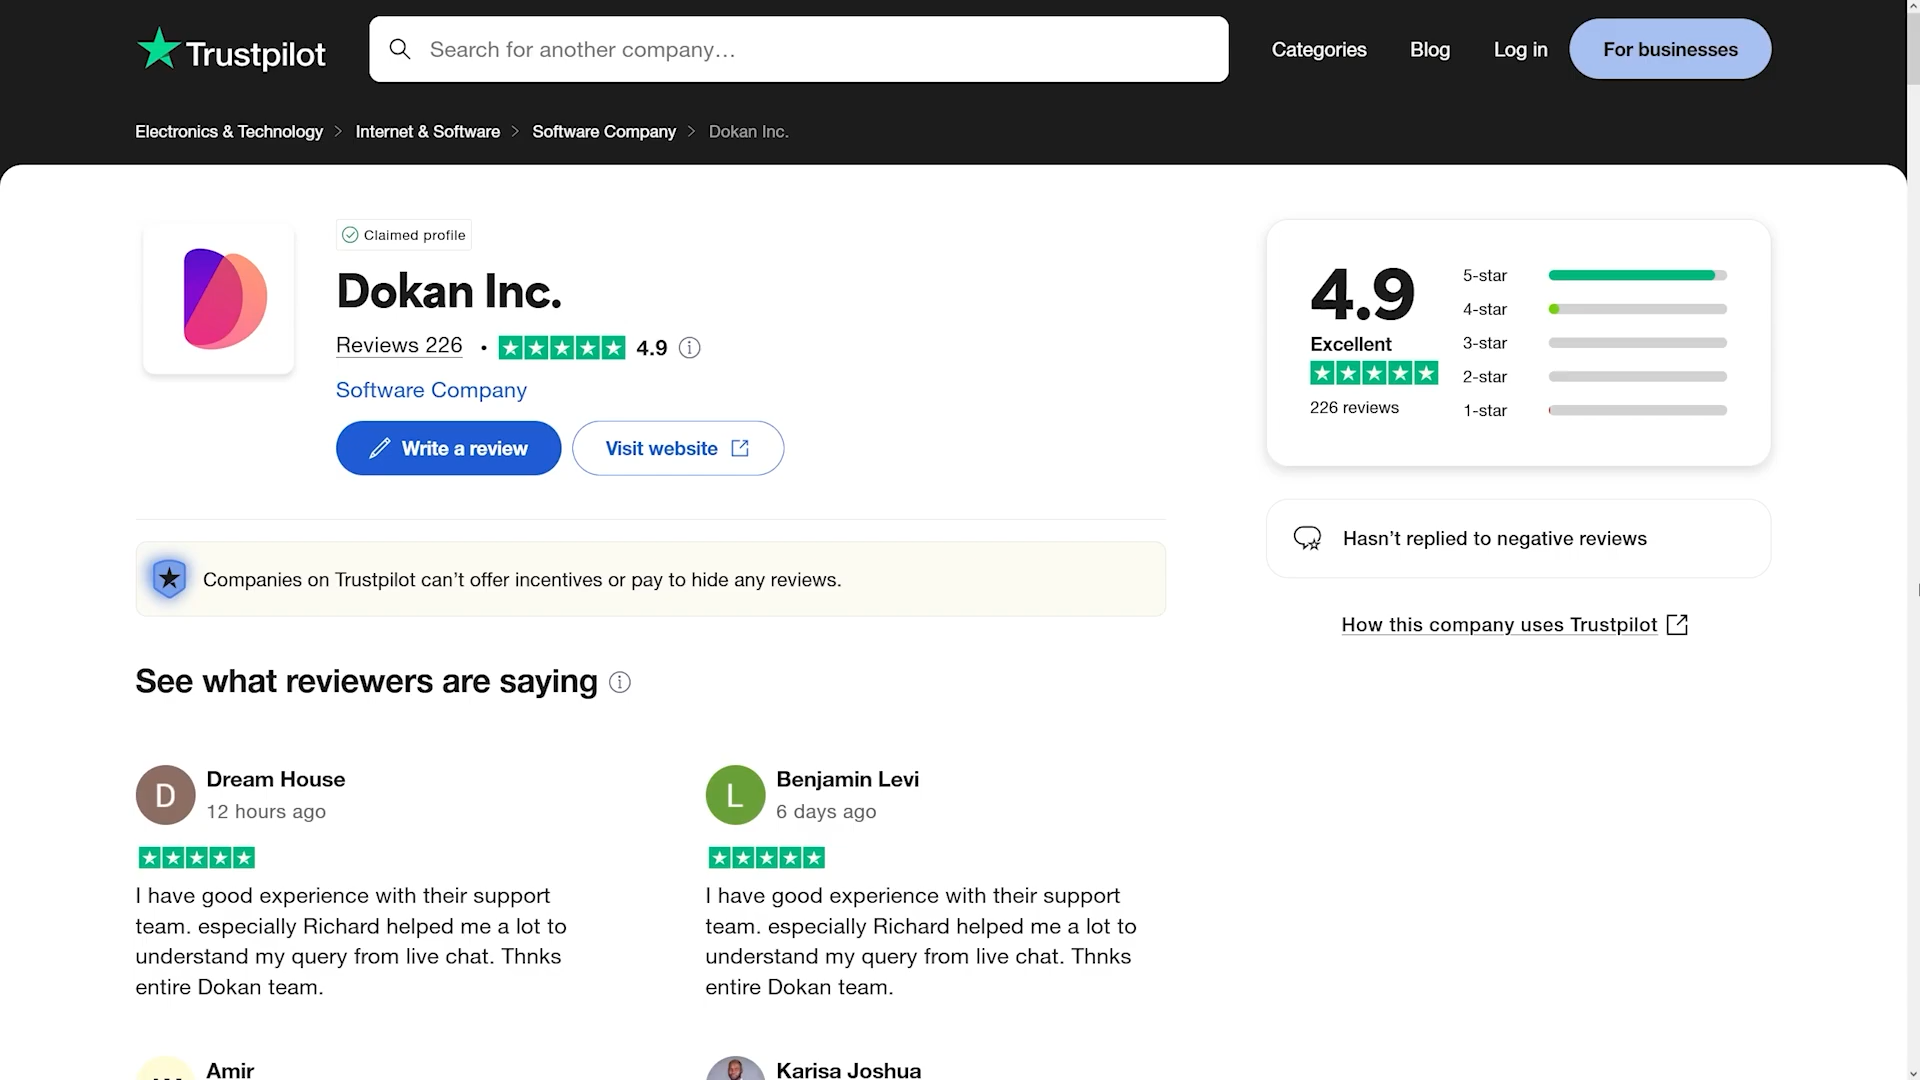 Trustpilot
Search for another company…
Categories
Blog
Log in
For businesses
Electronics & Technology > Internet & Software > Software Company > Dokan Inc.
Claimed profile
Dokan Inc.
Reviews 226 • 4.9
Software Company
Write a review
Visit website
4.9
Excellent
226 reviews
5-star
4-star
3-star
2-star
1-star
Hasn’t replied to negative reviews
How this company uses Trustpilot
Companies on Trustpilot can’t offer incentives or pay to hide any reviews.
See what reviewers are saying
D
Dream House
12 hours ago
I have good experience with their support
team. especially Richard helped me a lot to
understand my query from live chat. Thnks
entire Dokan team.
L
Benjamin Levi
6 days ago
I have good experience with their support
team. especially Richard helped me a lot to
understand my query from live chat. Thnks
entire Dokan team.
Amir
Karisa Joshua